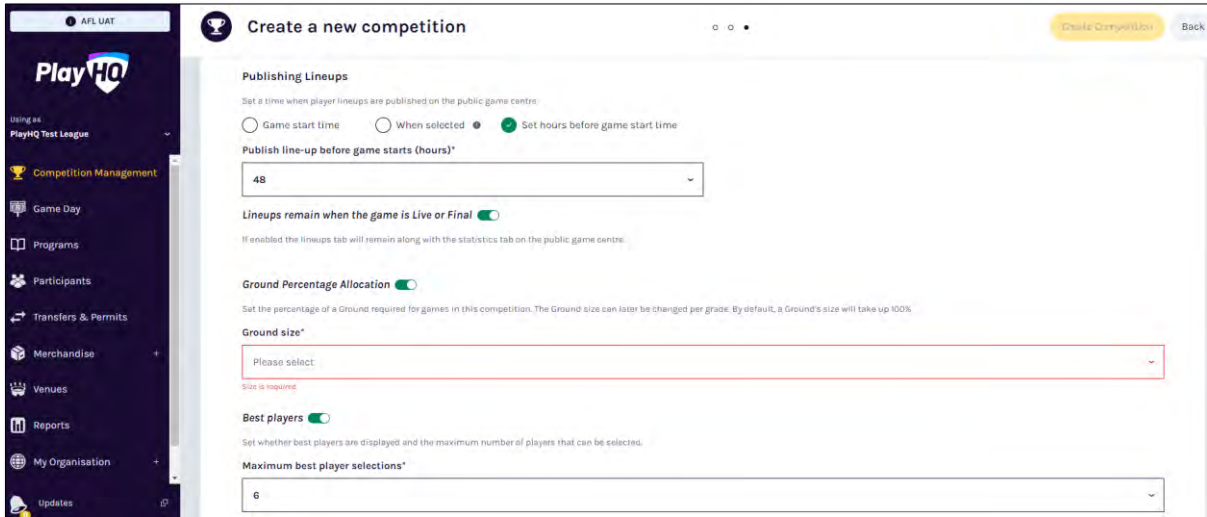 AFL UAT
Create a new competition
Create Competition
Back
PlayHQ
Using as
PlayHQ Test League
Competition Management
Game Day
Programs
Participants
Transfers & Permits
Merchandise
Venues
Reports
My Organisation
Updates
Publishing Lineups
Set a time when player lineups are published on the public game centre
Game start time
When selected
Set hours before game start time
Publish line-up before game starts (hours)*
48
Lineups remain when the game is Live or Final
If enabled the lineups tab will remain along with the statistics tab on the public game centre.
Ground Percentage Allocation
Set the percentage of a Ground required for games in this competition. The Ground size can later be changed per grade. By default, a Ground's size will take up 100%
Ground size*
Please select
Size is required
Best players
Set whether best players are displayed and the maximum number of players that can be selected.
Maximum best player selections*
6